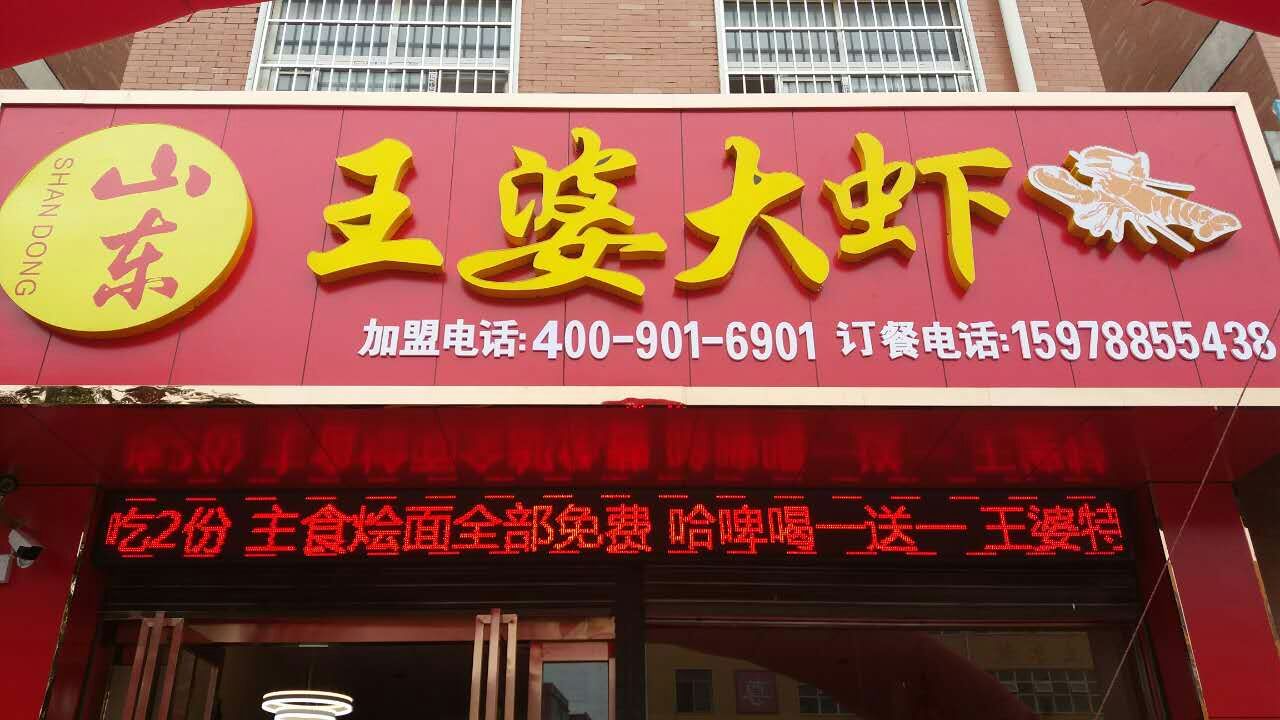 山东
SHAN DONG
王婆大虾
加盟电话:400-901-6901 订餐电话:15978855438
吃2份 主食烩面全部免费 哈啤喝一送一 王婆特